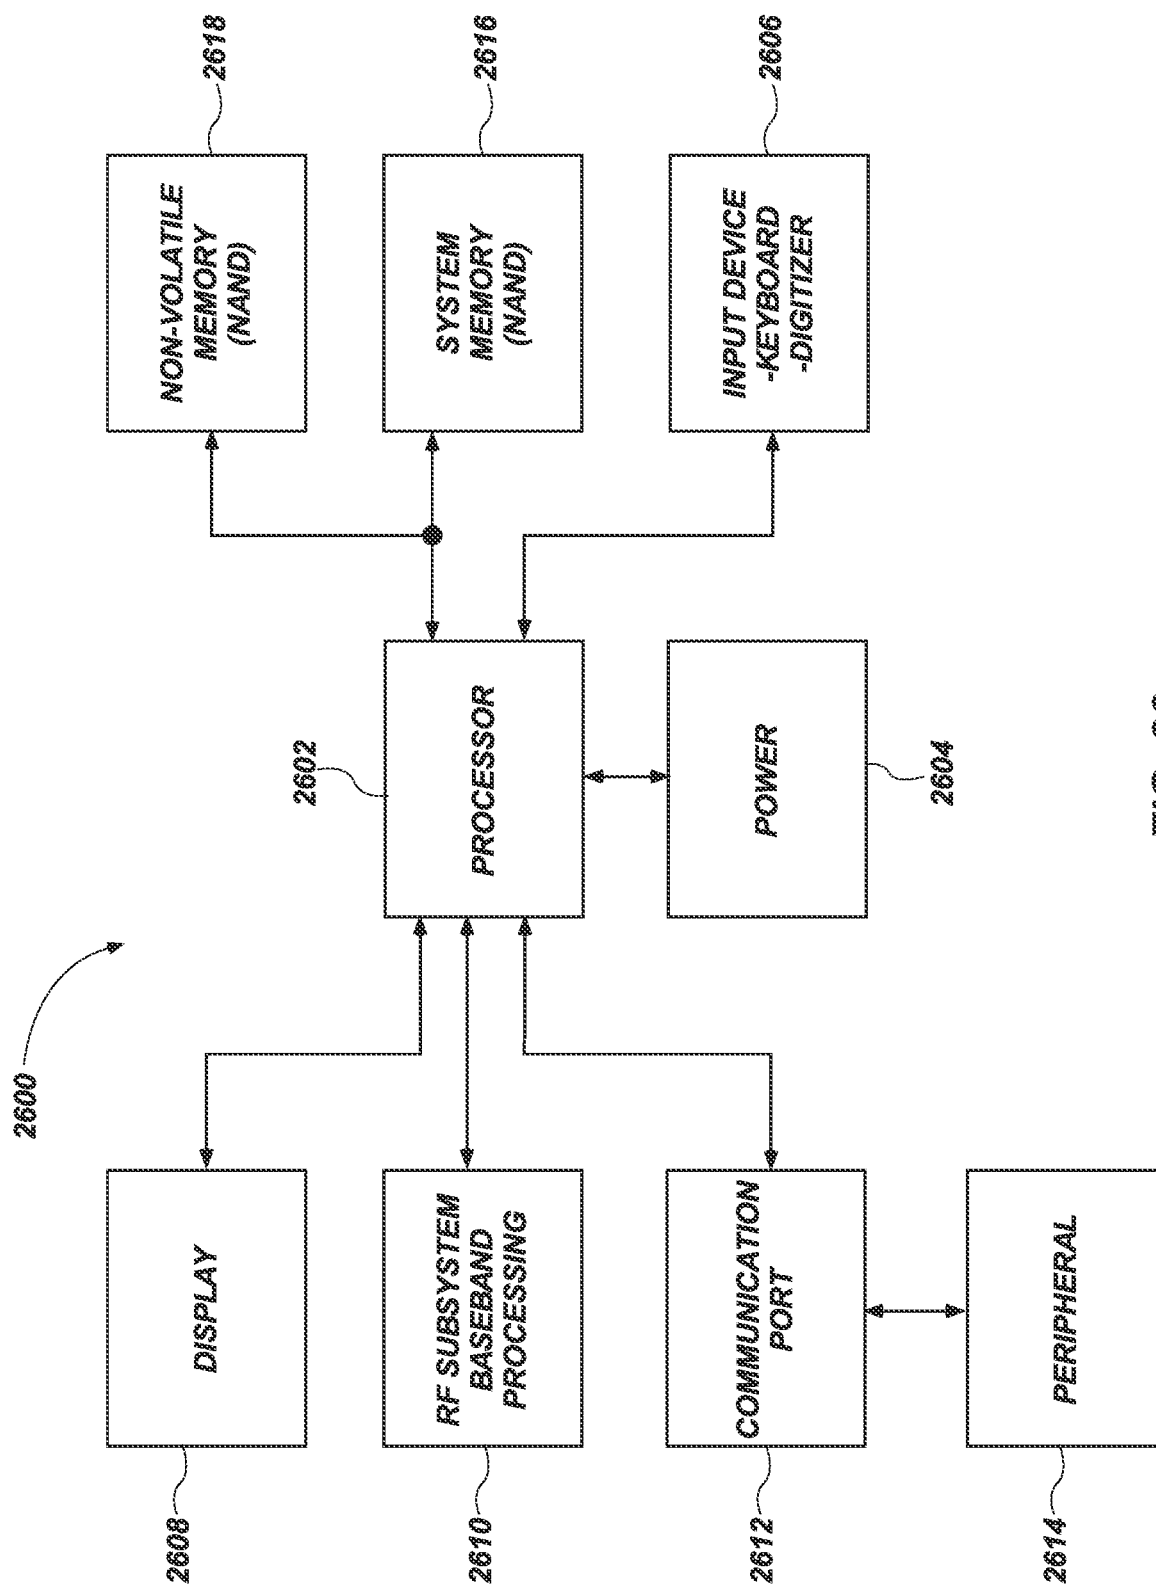 2600
2608
DISPLAY
2610
RF SUBSYSTEM
BASEBAND
PROCESSING
2612
COMMUNICATION
PORT
2614
PERIPHERAL
2602
PROCESSOR
POWER
2604
NON-VOLATILE
MEMORY
(NAND)
2618
SYSTEM
MEMORY
(NAND)
2616
INPUT DEVICE
-KEYBOARD
-DIGITIZER
2606